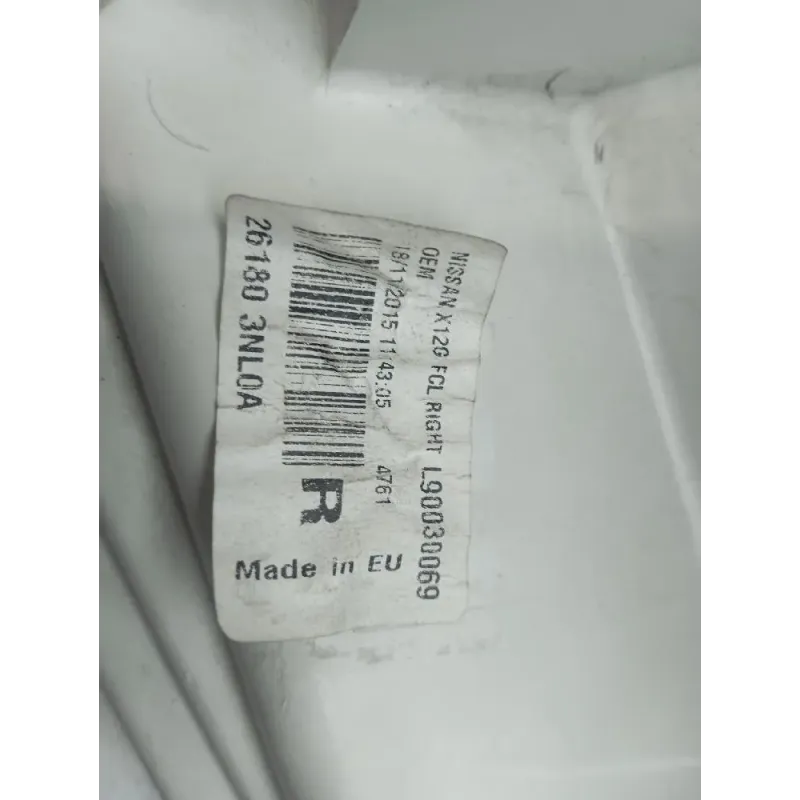 NISSAN X12G FCL RIGHT L90030069
OEM
18/11/2015 11:43:05 4761
R
26180 3NL0A
Made in EU